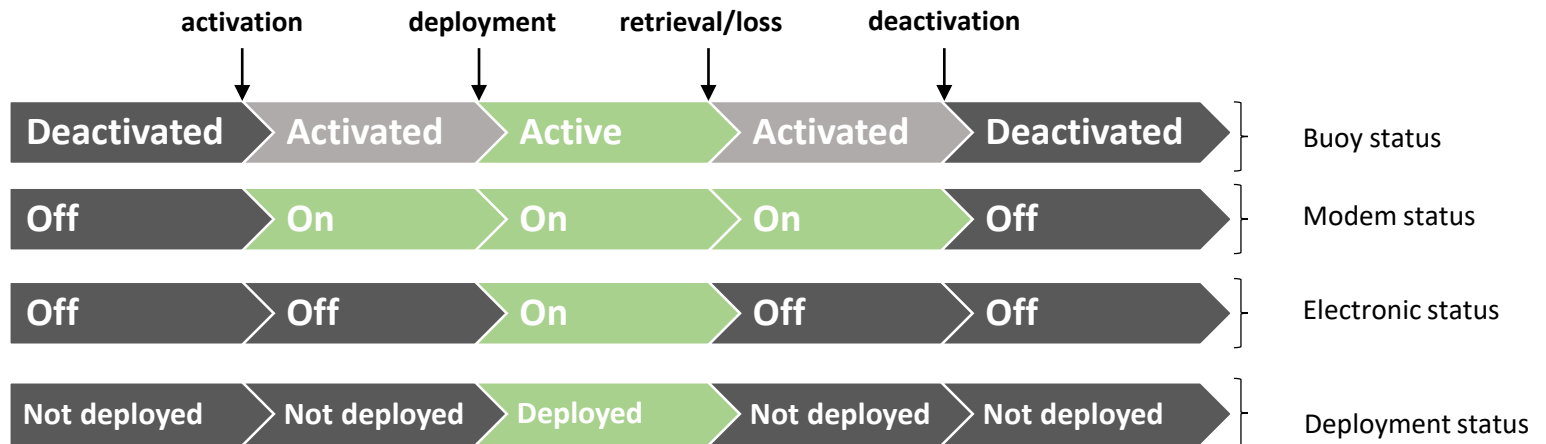 activation deployment retrieval/loss deactivation
Deactivated Activated Active Activated Deactivated Buoy status
Off On On On Off Modem status
Off Off On Off Off Electronic status
Not deployed Not deployed Deployed Not deployed Not deployed Deployment status